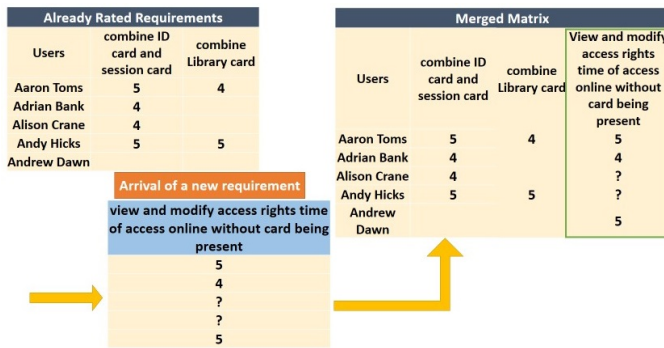 Already Rated Requirements
Users combine ID card and session card combine Library card
Aaron Toms 5 4
Adrian Bank 4
Alison Crane 4
Andy Hicks 5 5
Andrew Dawn
Arrival of a new requirement
view and modify access rights time
of access online without card being
present
5
4
?
?
5
Merged Matrix
Users combine ID card and session card combine Library card View and modify access rights time of access online without card being present
Aaron Toms 5 4 5
Adrian Bank 4 4
Alison Crane 4 ?
Andy Hicks 5 5 ?
Andrew Dawn 5